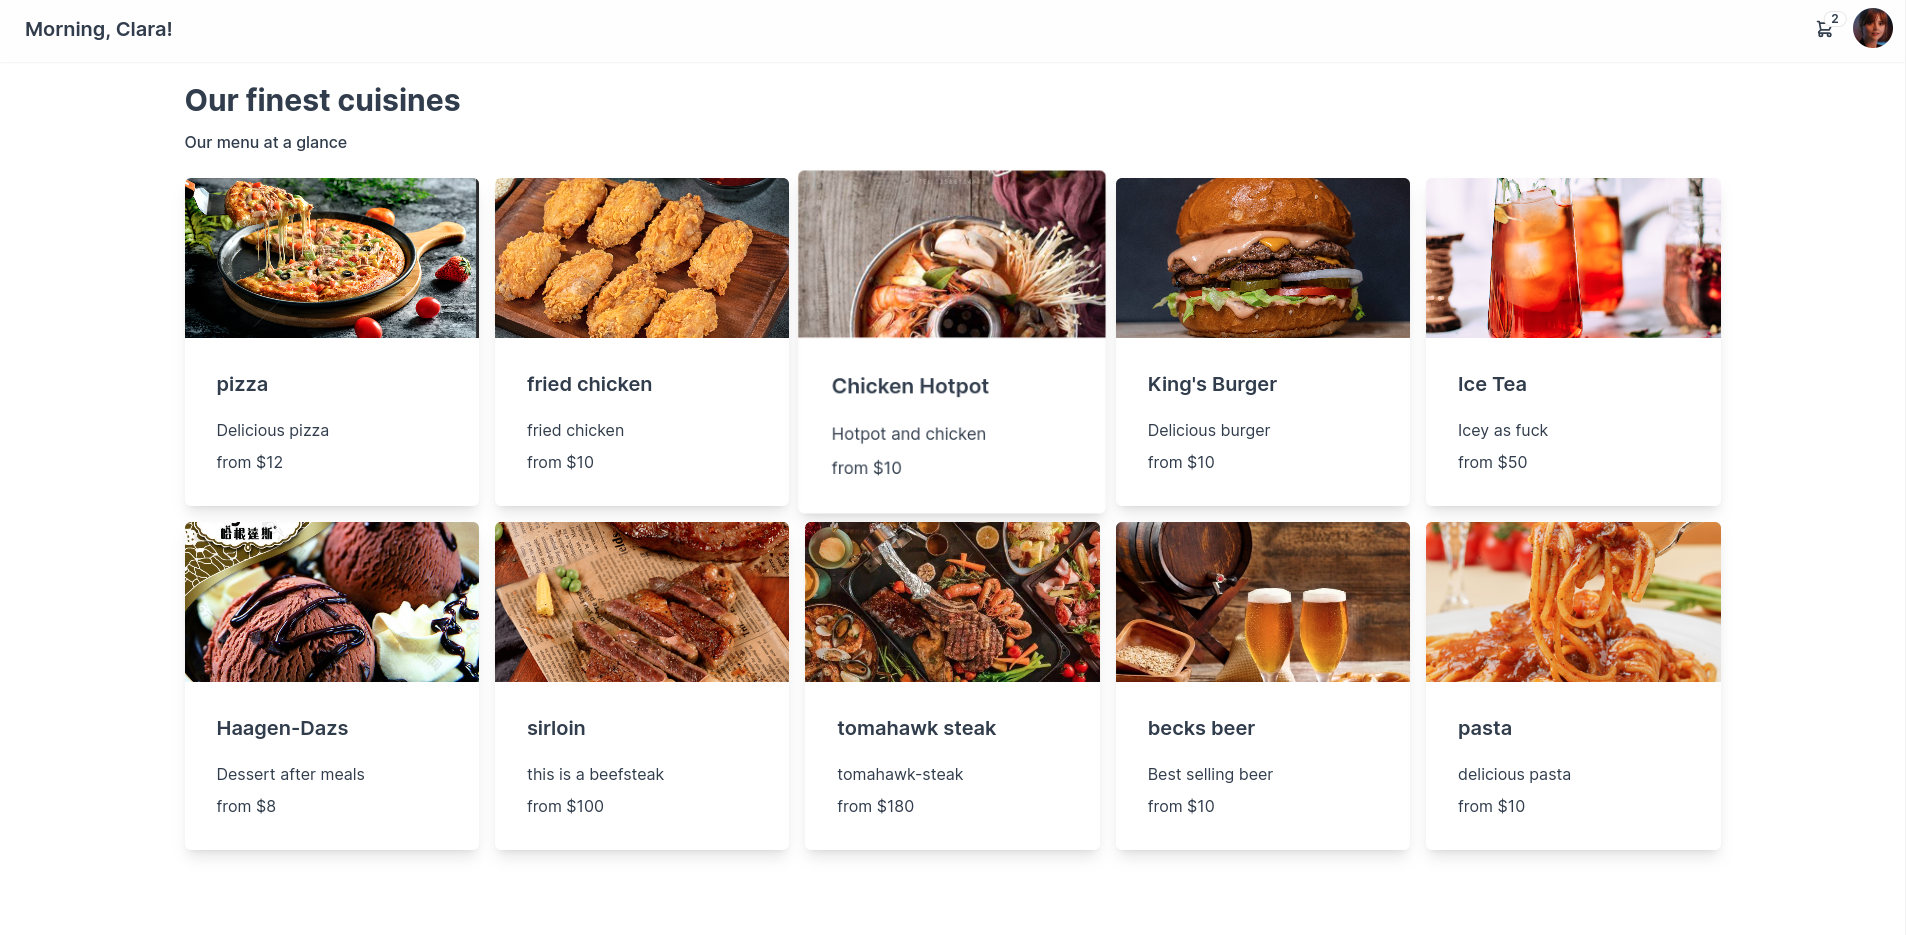 Morning, Clara!
2
Our finest cuisines
Our menu at a glance
pizza
Delicious pizza
from $12
fried chicken
fried chicken
from $10
Chicken Hotpot
Hotpot and chicken
from $10
King's Burger
Delicious burger
from $10
Ice Tea
Icey as fuck
from $50
哈根達斯
Haagen-Dazs
Dessert after meals
from $8
sirloin
this is a beefsteak
from $100
tomahawk steak
tomahawk-steak
from $180
becks beer
Best selling beer
from $10
pasta
delicious pasta
from $10